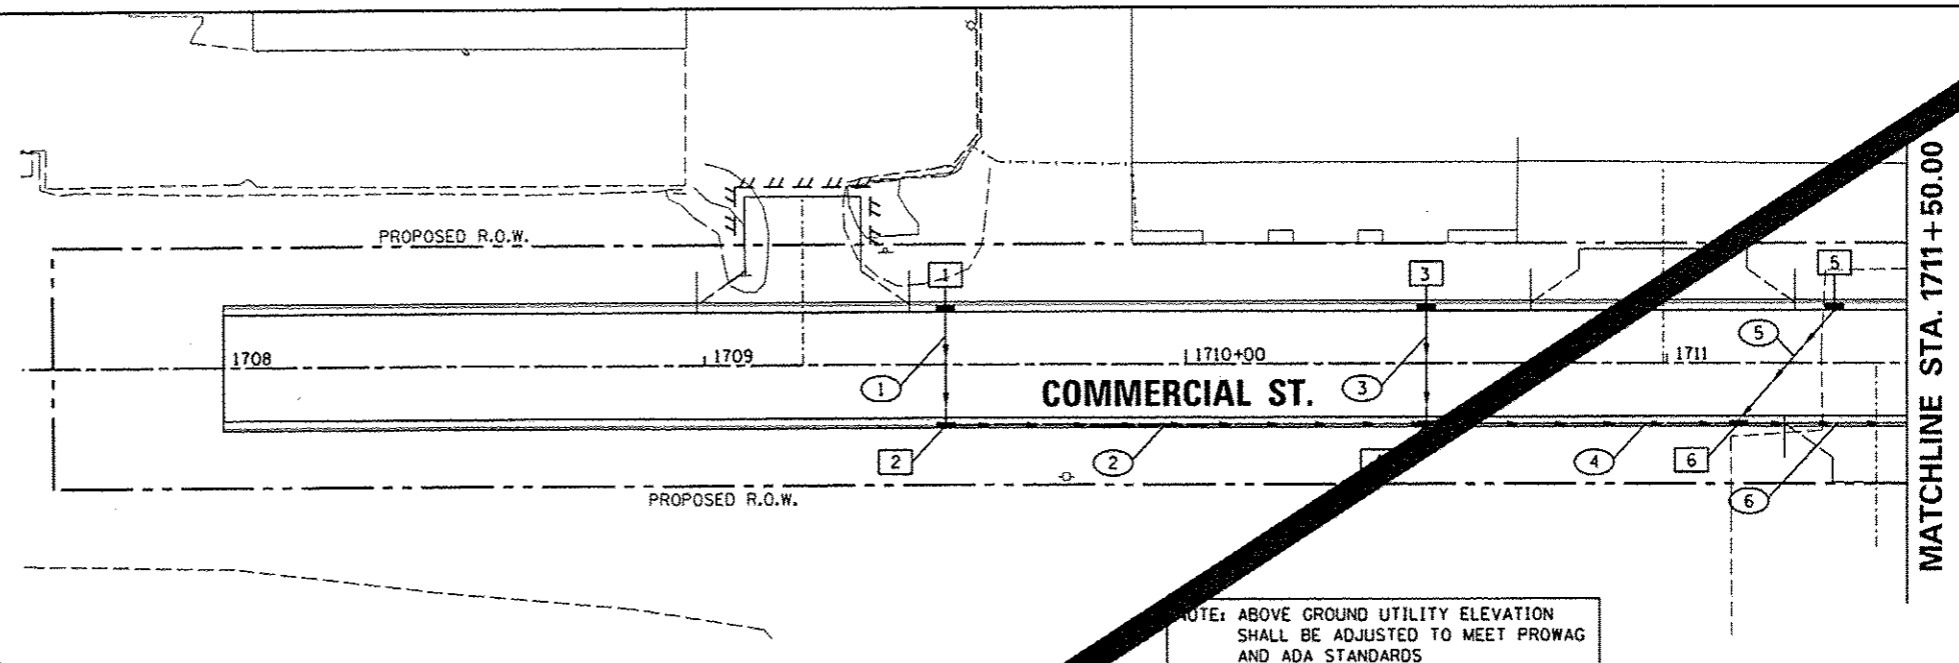 PROPOSED R.O.W.
1
3
5
1708
1709
1710+00
1711
5
1
3
COMMERCIAL ST.
2
2
4
6
6
PROPOSED R.O.W.
MATCHLINE STA. 1711+50.00
NOTE: ABOVE GROUND UTILITY ELEVATION
SHALL BE ADJUSTED TO MEET PROWAG
AND ADA STANDARDS